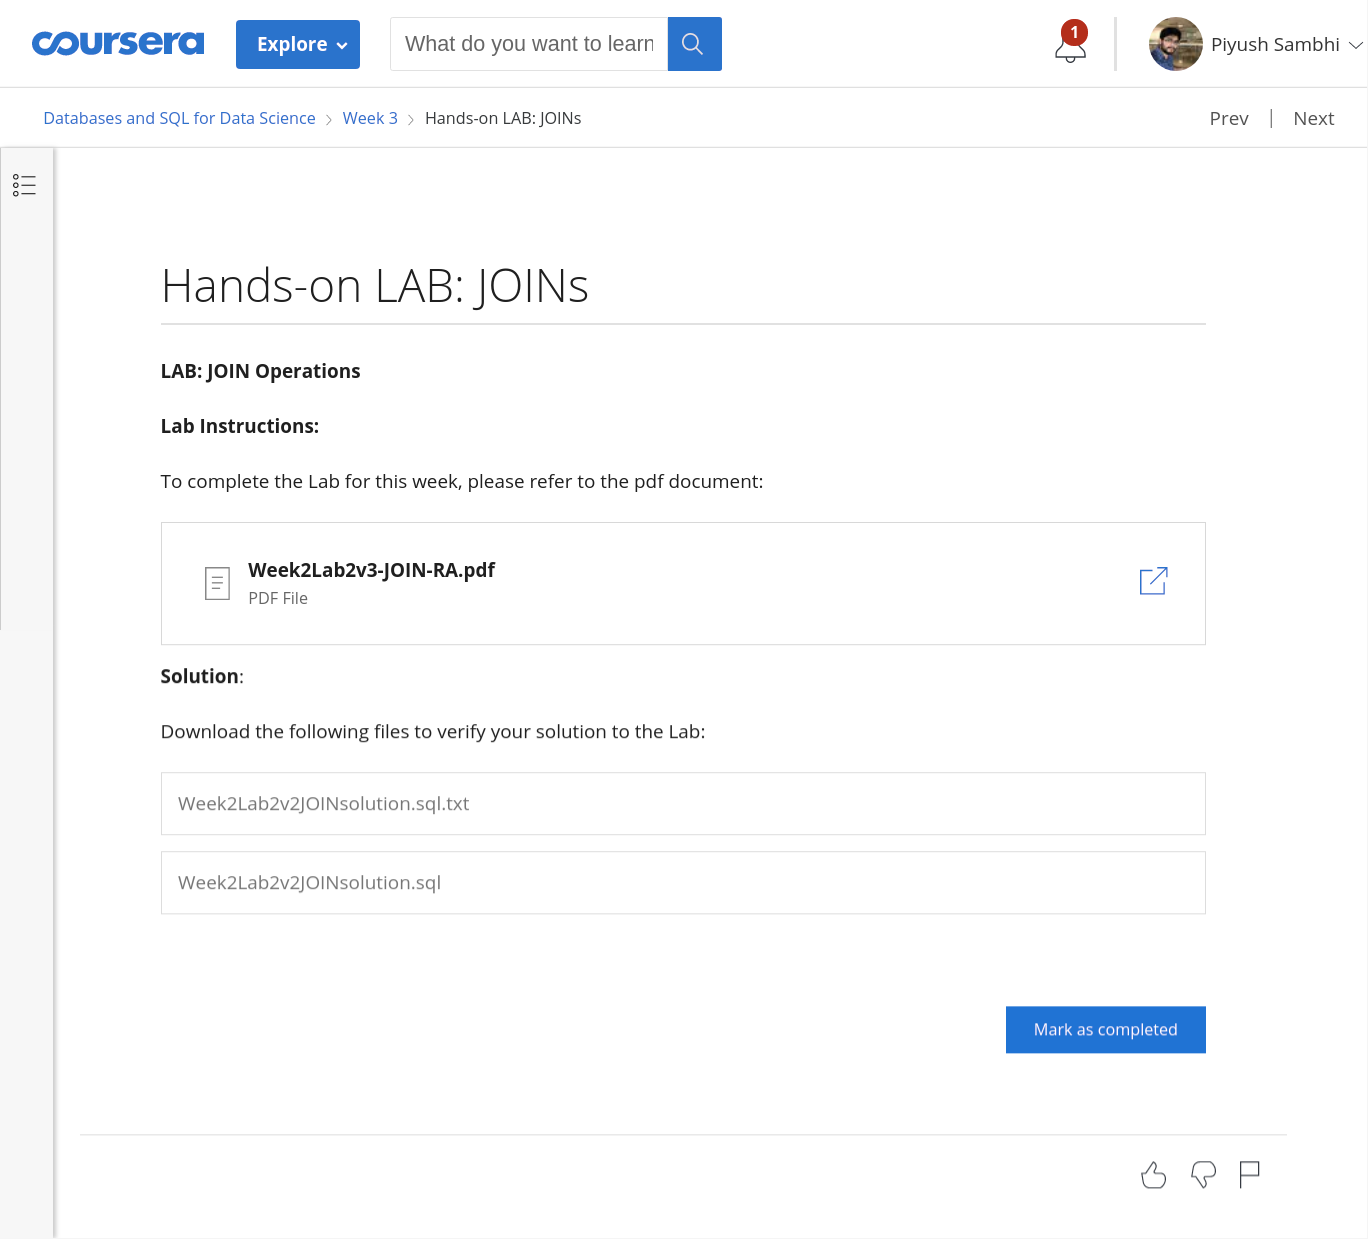 coursera
Explore
What do you want to learn
1
Piyush Sambhi
Databases and SQL for Data Science
Week 3
Hands-on LAB: JOINs
Prev
Next
Hands-on LAB: JOINs
LAB: JOIN Operations
Lab Instructions:
To complete the Lab for this week, please refer to the pdf document:
Week2Lab2v3-JOIN-RA.pdf
PDF File
Solution:
Download the following files to verify your solution to the Lab:
Week2Lab2v2JOINsolution.sql.txt
Week2Lab2v2JOINsolution.sql
Mark as completed